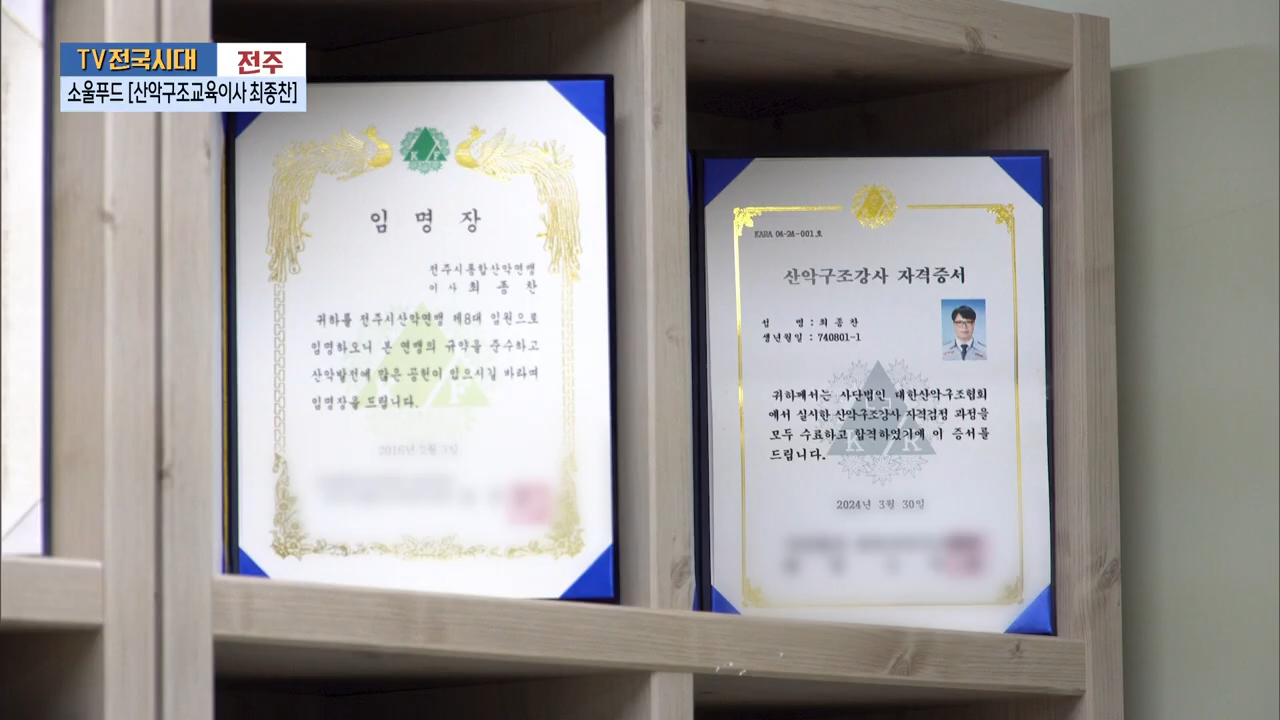 TV전국시대 전주
소울푸드 [산악구조교육이사 최종찬]
임 명 장
전주시통합산악연맹
이 사 최 종 찬
귀하를 전주시산악연맹 제8대 임원으로
임명하오니 본 연맹의 규약을 준수하고
산악발전에 많은 공헌이 있으시길 바라며
임명장을 드립니다.
2016년 2월 3일
KARA 04-24-001호
산악구조강사 자격증서
성 명 : 최 종 찬
생년월일 : 740801-1
귀하께서는 사단법인 대한산악구조협회
에서 실시한 산악구조강사 자격검정 과정을
모두 수료하고 합격하였기에 이 증서를
드립니다.
2024년 3월 30일